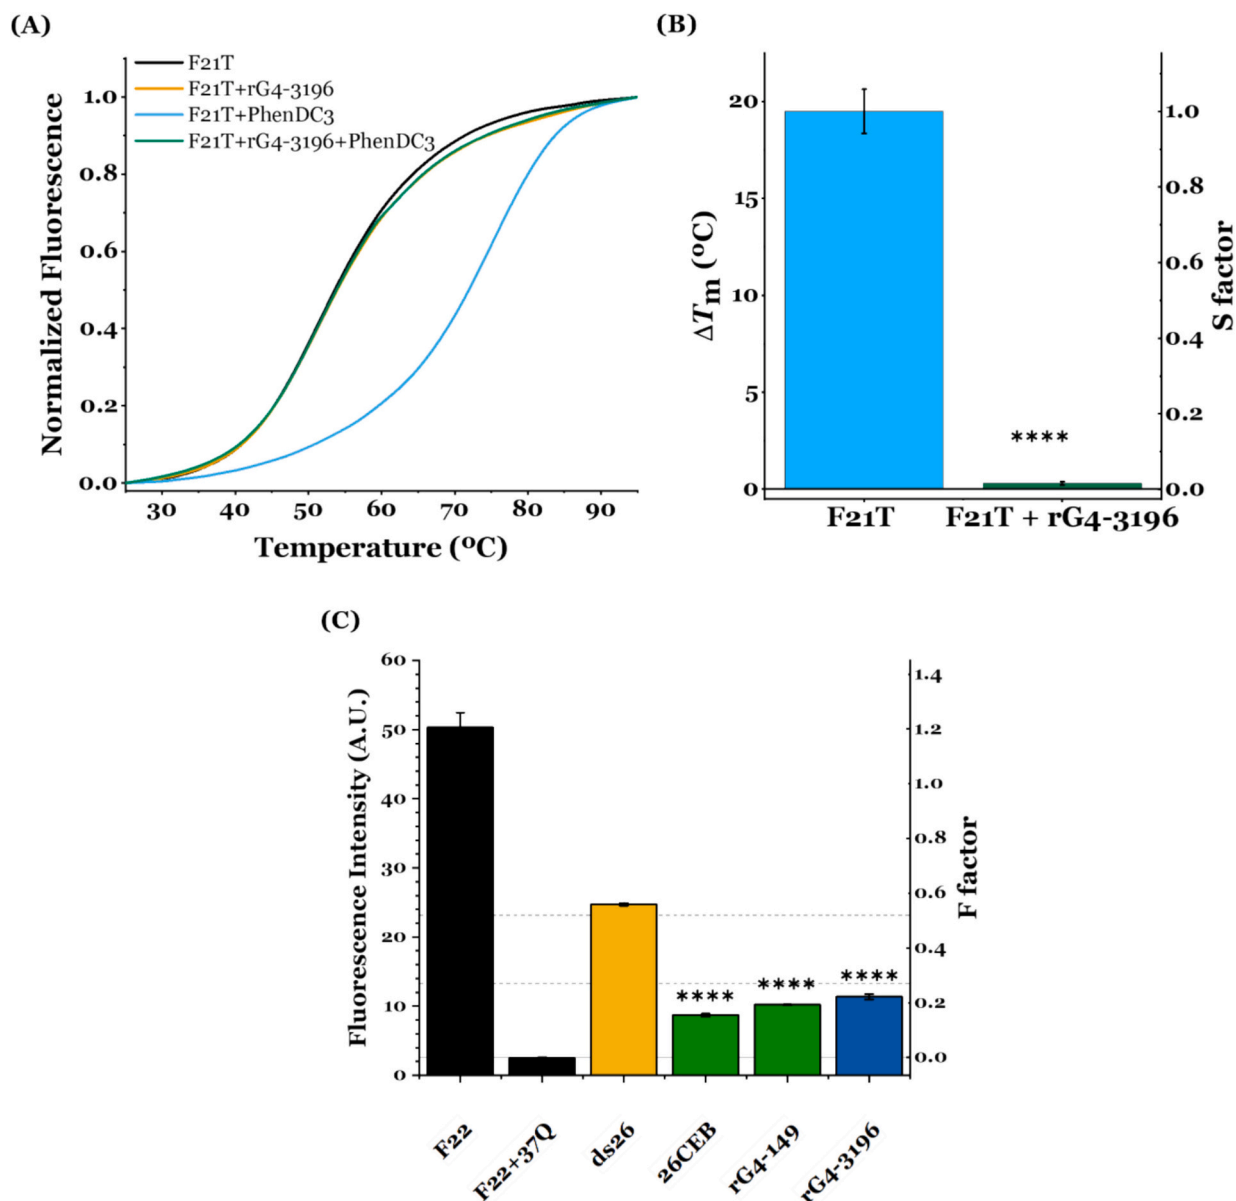 (A)
F21T
F21T+rG4-3196
F21T+PhenDC3
F21T+rG4-3196+PhenDC3
Normalized Fluorescence
1.0
0.8
0.6
0.4
0.2
0.0
30 40 50 60 70 80 90
Temperature (ºC)
(B)
ΔTm (ºC)
20
15
10
5
0
****
1.0
0.8
0.6
0.4
0.2
0.0
S factor
F21T F21T + rG4-3196
(C)
Fluorescence Intensity (A.U.)
60
50
40
30
20
10
0
**** **** ****
1.4
1.2
1.0
0.8
0.6
0.4
0.2
0.0
F factor
F22 F22+37Q ds26 26CEB rG4-149 rG4-3196